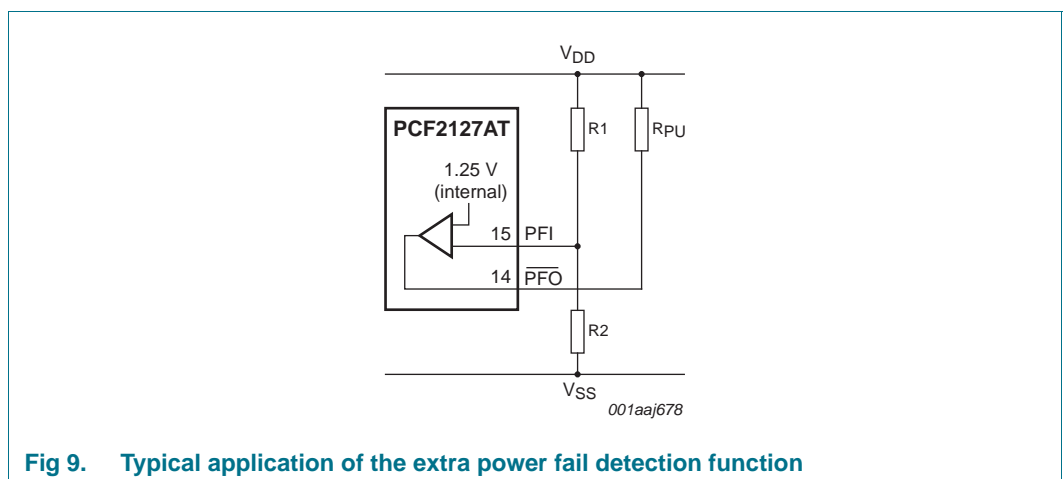 VDD
PCF2127AT
R1
RPU
1.25 V
(internal)
15 PFI
14 PFO
R2
VSS
001aaj678
Fig 9. Typical application of the extra power fail detection function